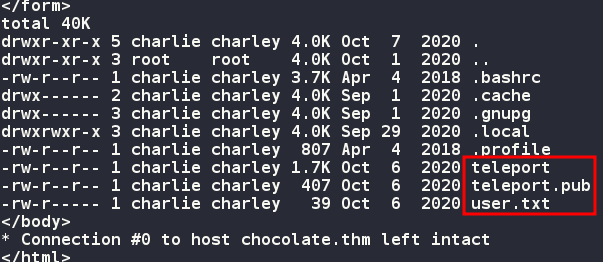 </form>
total 40K
drwxr-xr-x 5 charlie charley 4.0K Oct  7  2020 .
drwxr-xr-x 3 root    root    4.0K Oct  1  2020 ..
-rw-r--r-- 1 charlie charley 3.7K Apr  4  2018 .bashrc
drwx------ 2 charlie charley 4.0K Sep  1  2020 .cache
drwx------ 3 charlie charley 4.0K Sep  1  2020 .gnupg
drwxrwxr-x 3 charlie charley 4.0K Sep 29  2020 .local
-rw-r--r-- 1 charlie charley  807 Apr  4  2018 .profile
-rw-r--r-- 1 charlie charley 1.7K Oct  6  2020 teleport
-rw-r--r-- 1 charlie charley  407 Oct  6  2020 teleport.pub
-rw-r----- 1 charlie charley   39 Oct  6  2020 user.txt
</body>
* Connection #0 to host chocolate.thm left intact
</html>